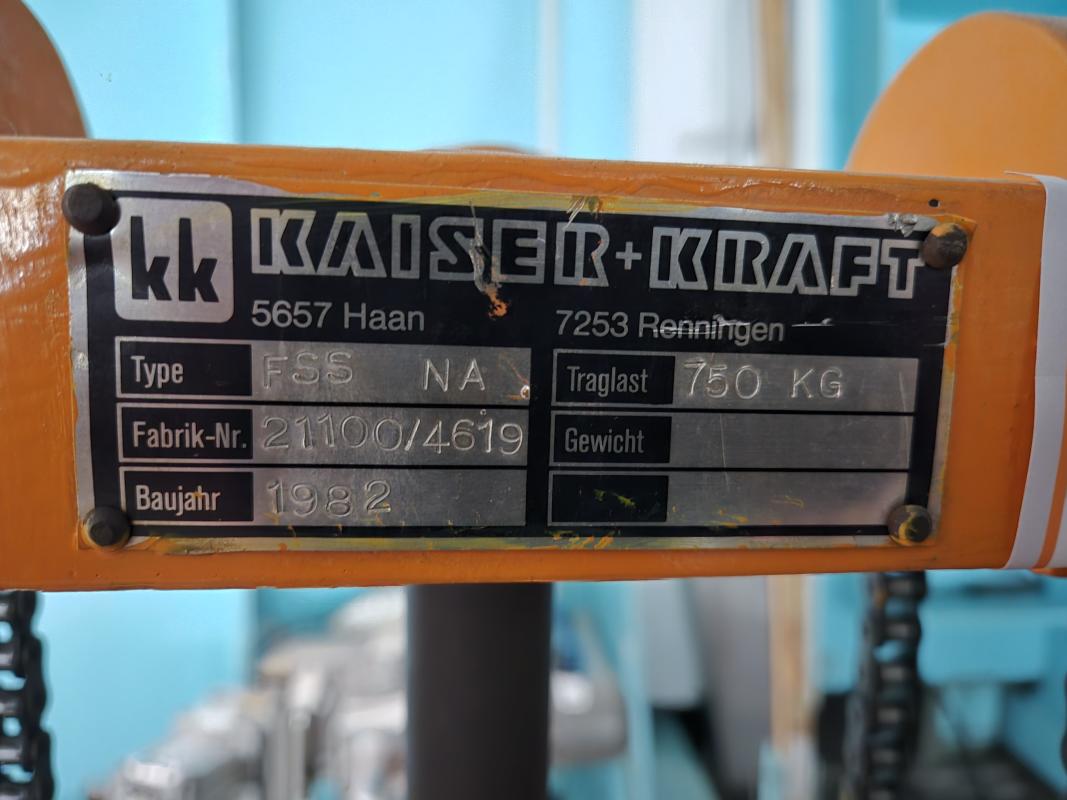 kk KAISER+KRAFT
5657 Haan 7253 Renningen
Type FSS NA Traglast 750 KG
Fabrik-Nr. 21100/4619 Gewicht
Baujahr 1982